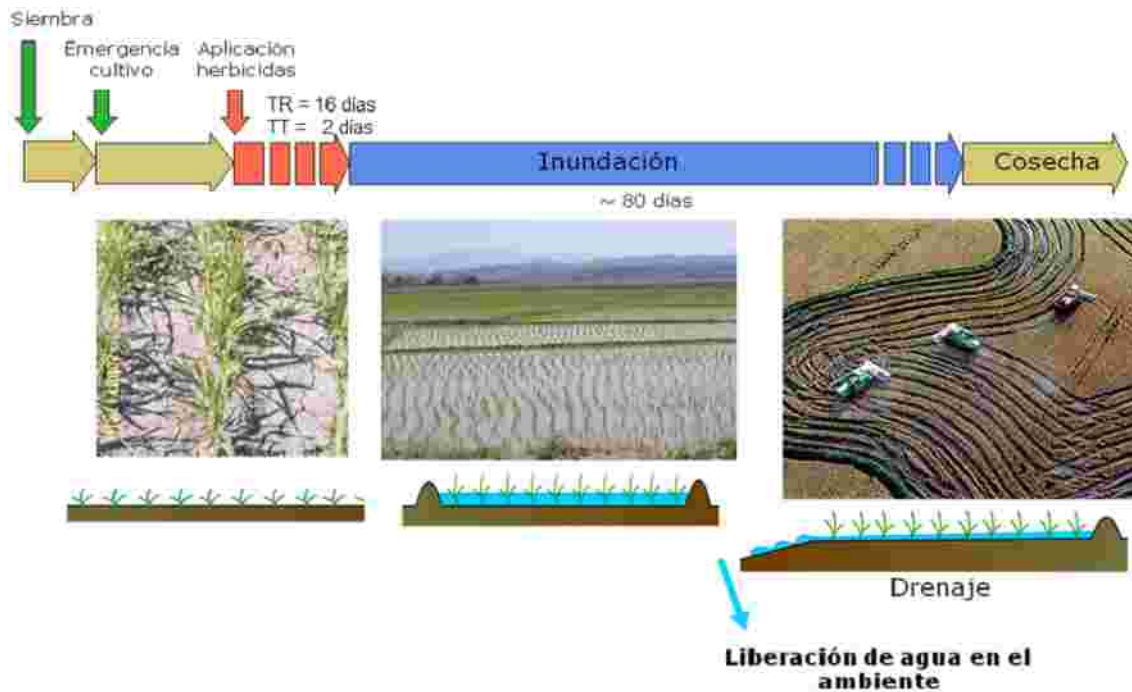 Siembra
Emergencia
cultivo
Aplicación
herbicidas
TR = 16 días
TT = 2 días
Inundación
Cosecha
~ 80 días
Drenaje
Liberación de agua en el
ambiente